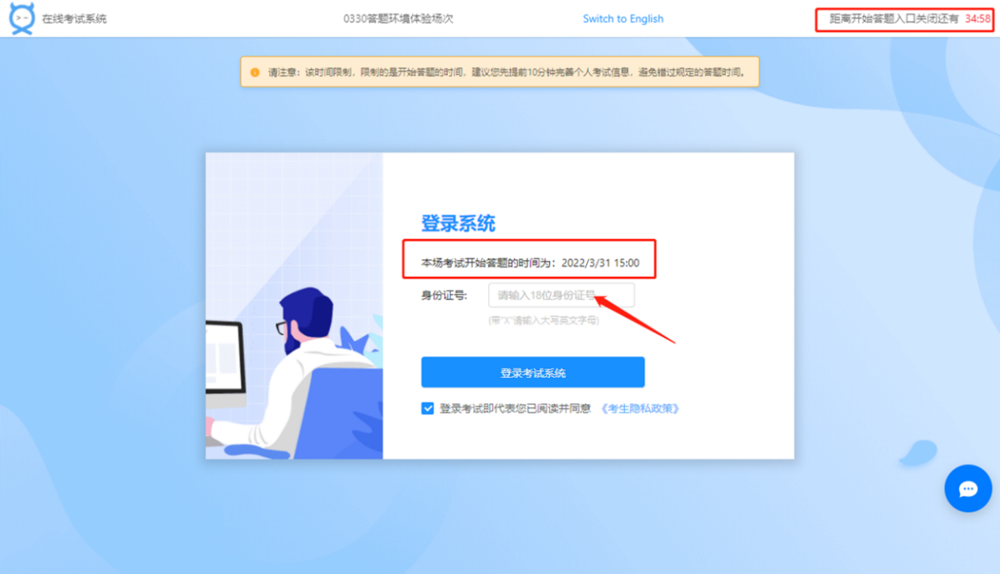 在线考试系统
0330答题环境体验场次
Switch to English
距离开始答题入口关闭还有 34:58
请注意：该时间限制，限制的是开始答题的时间，建议您先提前10分钟完善个人考试信息，避免错过规定的答题时间。
登录系统
本场考试开始答题的时间为：2022/3/31 15:00
身份证号:
请输入18位身份证号
(带"X"请输入大写英文字母)
登录考试系统
登录考试即代表您已阅读并同意 《考生隐私政策》